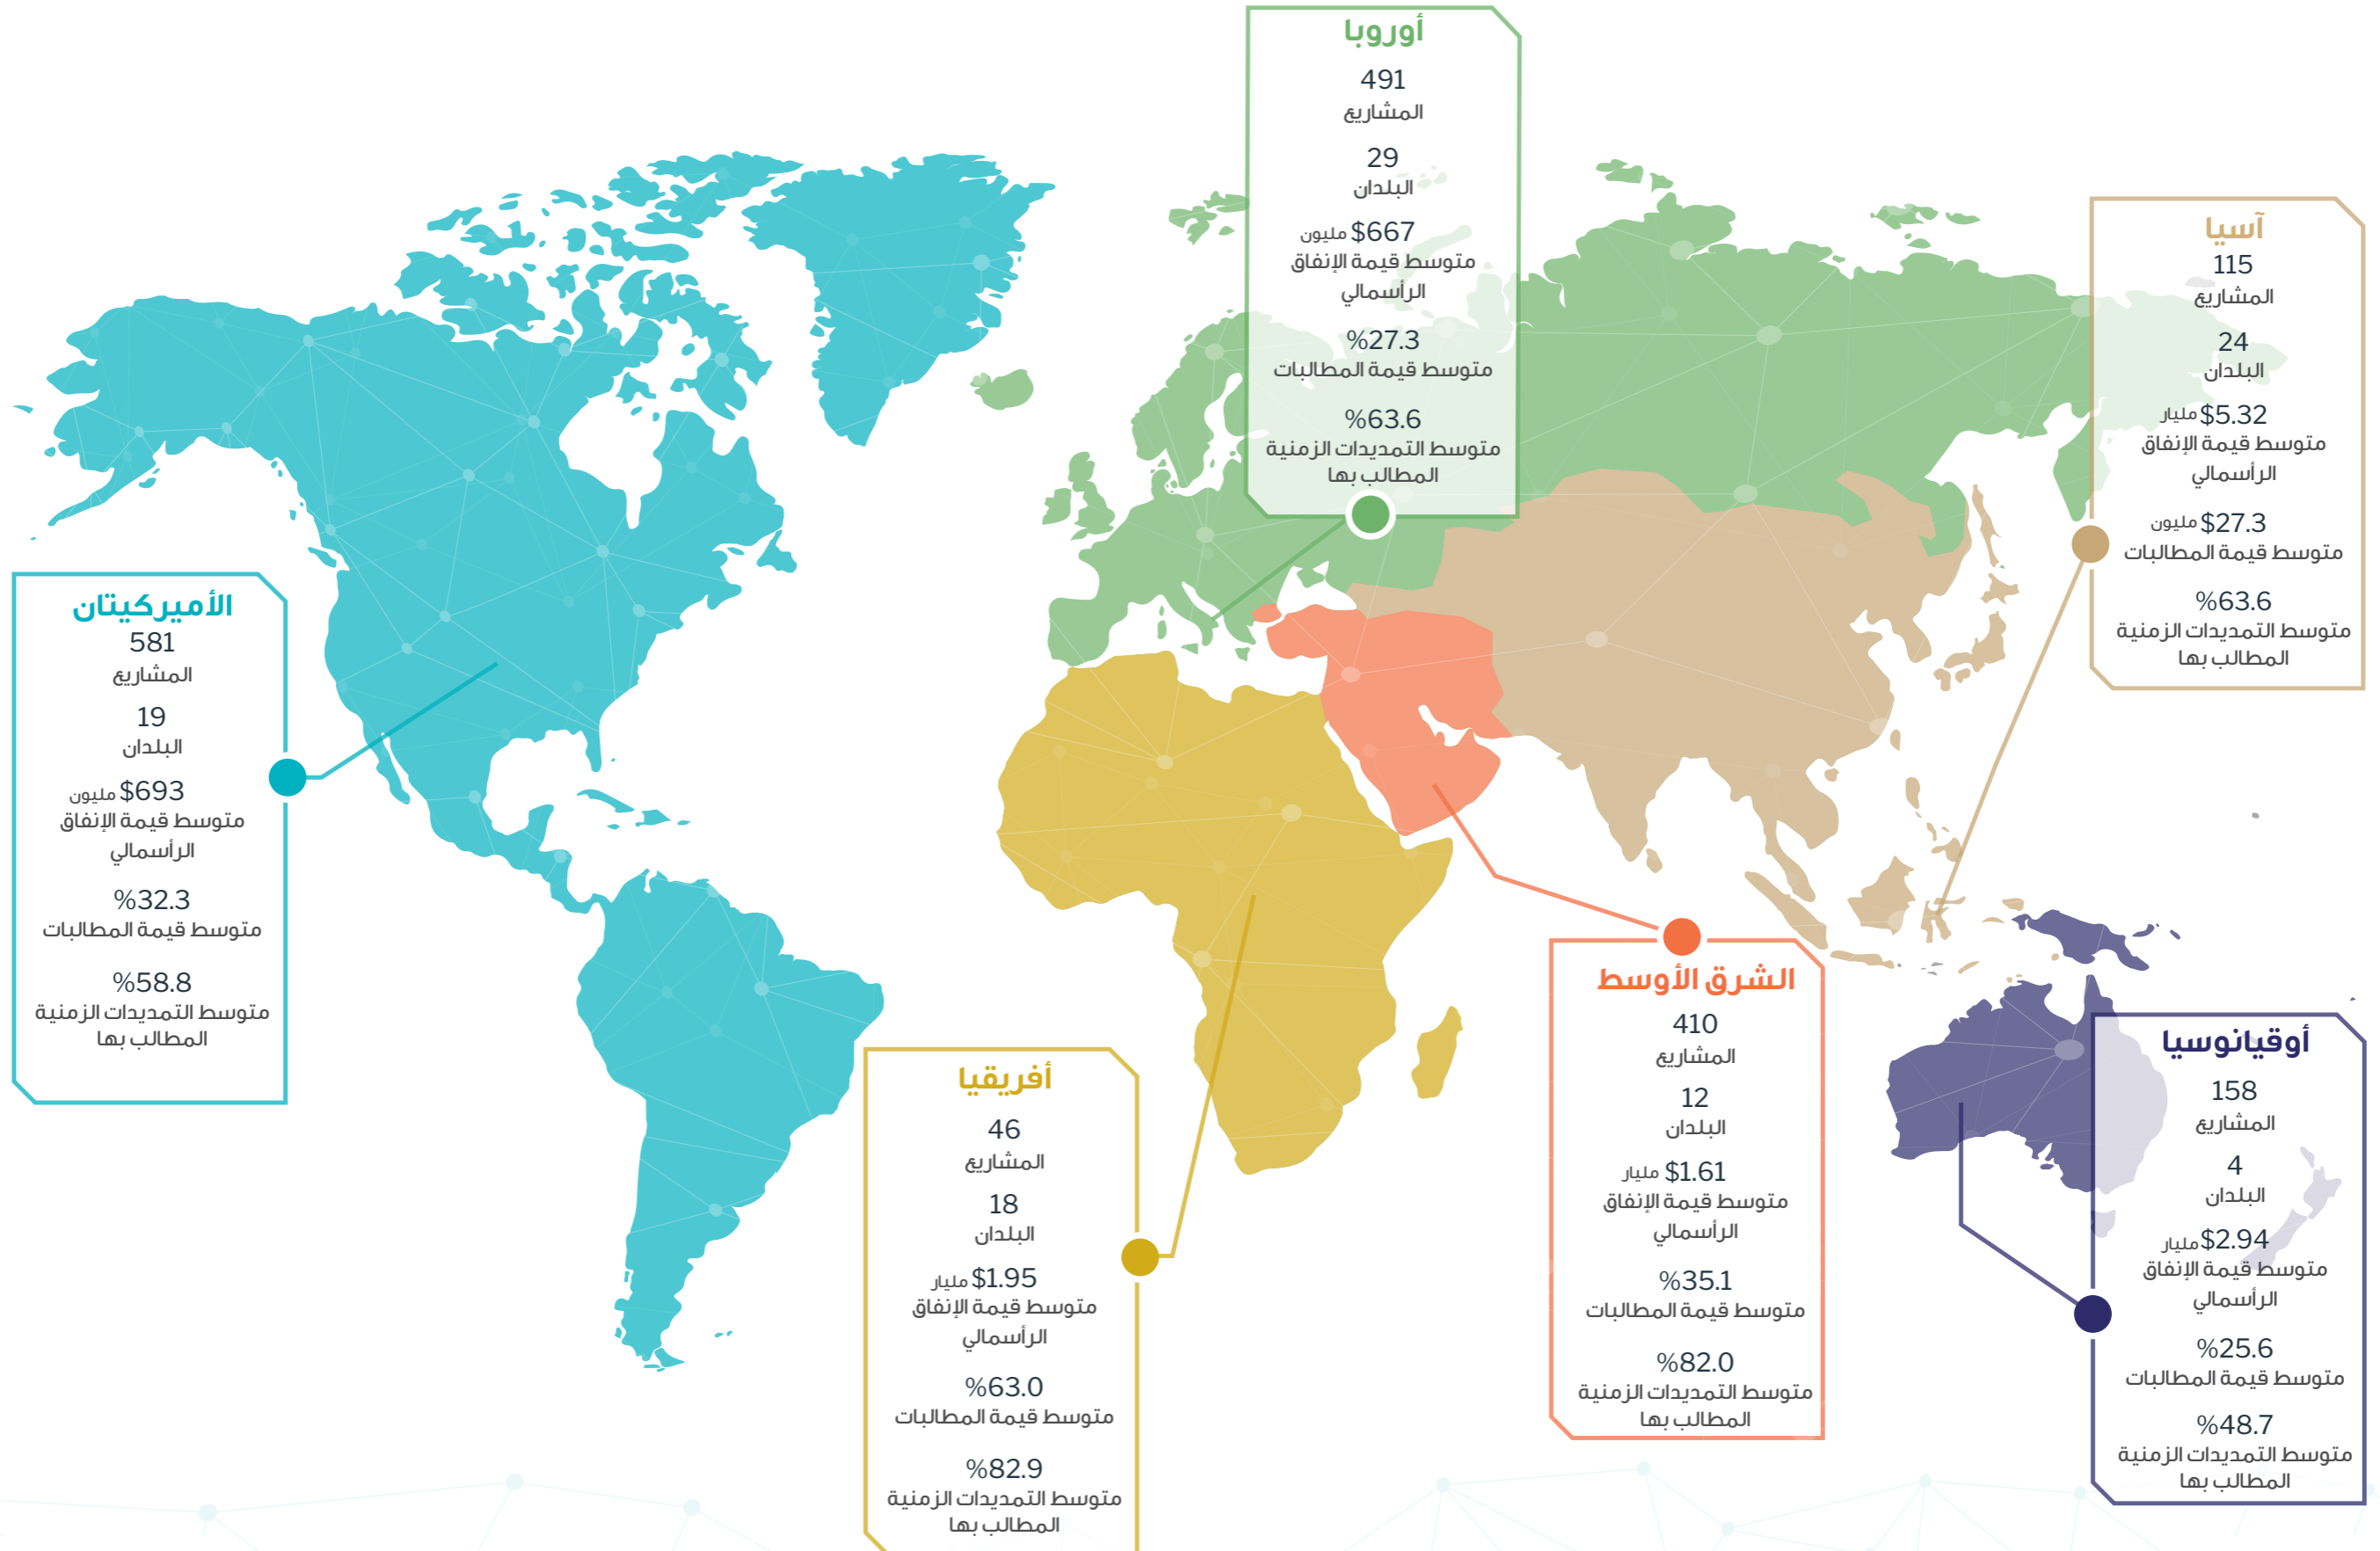 أوروبا
491
المشاريع
29
البلدان
$667 مليون
متوسط قيمة الإنفاق
الرأسمالي
%27.3
متوسط قيمة المطالبات
%63.6
متوسط التمديدات الزمنية
المطالب بها
آسيا
115
المشاريع
24
البلدان
$5.32 مليار
متوسط قيمة الإنفاق
الرأسمالي
$27.3 مليون
متوسط قيمة المطالبات
%63.6
متوسط التمديدات الزمنية
المطالب بها
الأميركيتان
581
المشاريع
19
البلدان
$693 مليون
متوسط قيمة الإنفاق
الرأسمالي
%32.3
متوسط قيمة المطالبات
%58.8
متوسط التمديدات الزمنية
المطالب بها
الشرق الأوسط
410
المشاريع
12
البلدان
$1.61 مليار
متوسط قيمة الإنفاق
الرأسمالي
%35.1
متوسط قيمة المطالبات
%82.0
متوسط التمديدات الزمنية
المطالب بها
أوقيانوسيا
158
المشاريع
4
البلدان
$2.94 مليار
متوسط قيمة الإنفاق
الرأسمالي
%25.6
متوسط قيمة المطالبات
%48.7
متوسط التمديدات الزمنية
المطالب بها
أفريقيا
46
المشاريع
18
البلدان
$1.95 مليار
متوسط قيمة الإنفاق
الرأسمالي
%63.0
متوسط قيمة المطالبات
%82.9
متوسط التمديدات الزمنية
المطالب بها